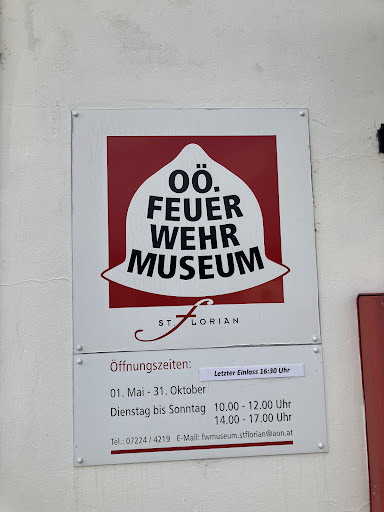 OÖ.
FEUER
WEHR
MUSEUM
ST FLORIAN
Öffnungszeiten:
Letzter Einlass 16:30 Uhr
01. Mai - 31. Oktober
Dienstag bis Sonntag 10.00 - 12.00 Uhr
14.00 - 17.00 Uhr
Tel.: 07224 / 4219 E-Mail: fwmuseum.stflorian@aon.at